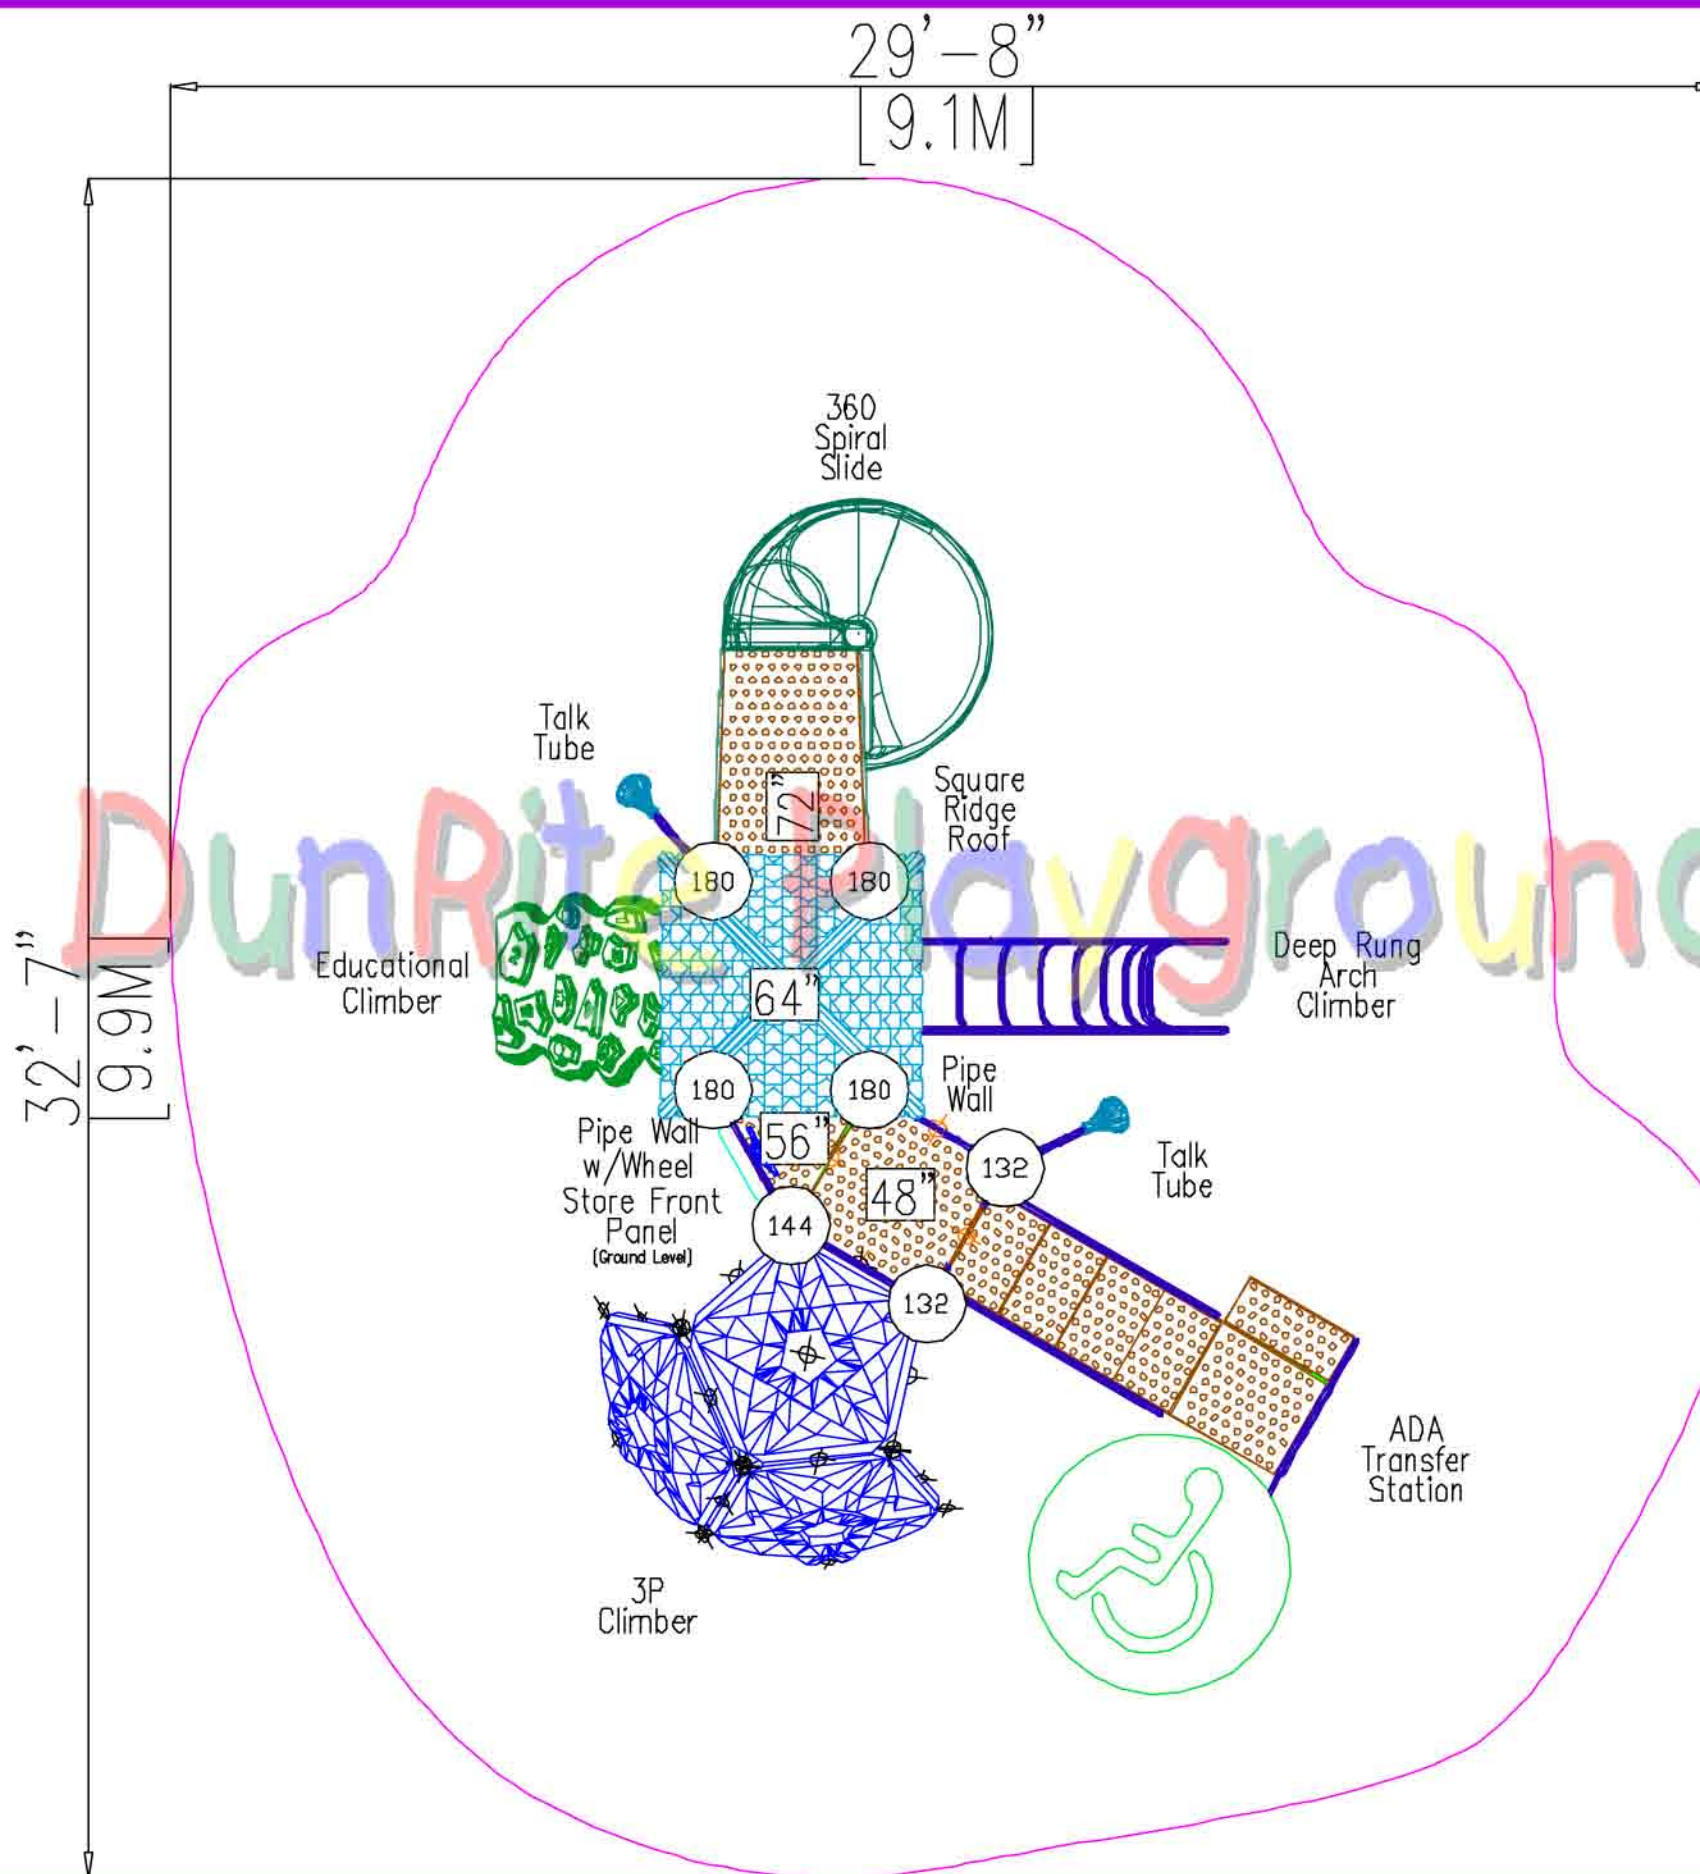 29'-8"
[9.1M]
360
Spiral
Slide
Talk
Tube
72"
Square
Ridge
Roof
180
180
DunRite Playground
32'-7"
[9.9M]
Educational
Climber
64"
Deep Rung
Arch
Climber
180
180
Pipe
Wall
Pipe Wall
w/Wheel
Store Front
Panel
(Ground Level)
56"
48"
132
Talk
Tube
144
132
ADA
Transfer
Station
3P
Climber